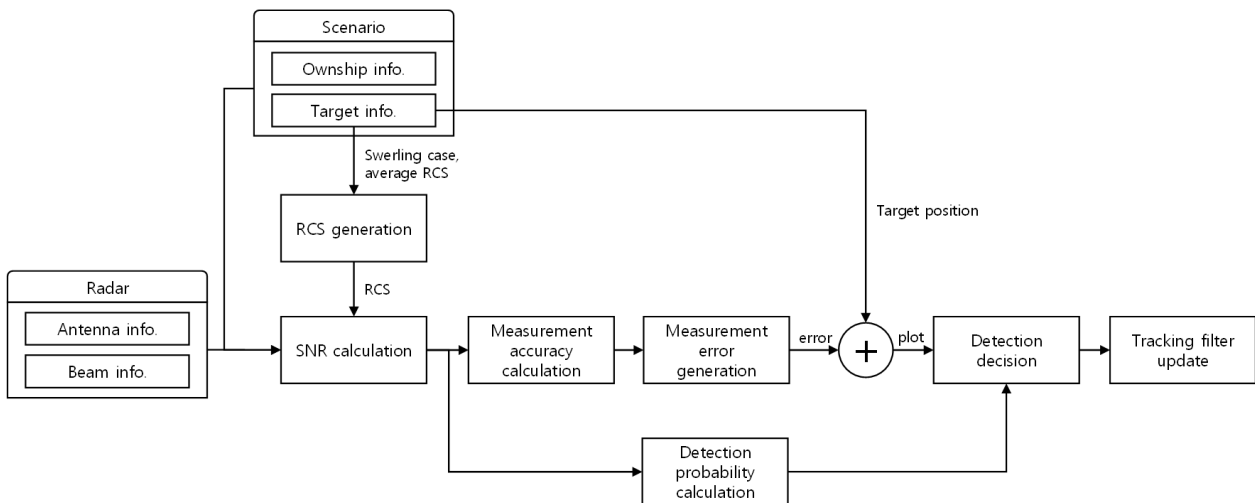 Scenario
Ownship info.
Target info.
Swerling case,
average RCS
RCS generation
Target position
RCS
Radar
Antenna info.
Beam info.
SNR calculation
Measurement
accuracy
calculation
Measurement
error
generation
error
+
plot
Detection
decision
Tracking filter
update
Detection
probability
calculation